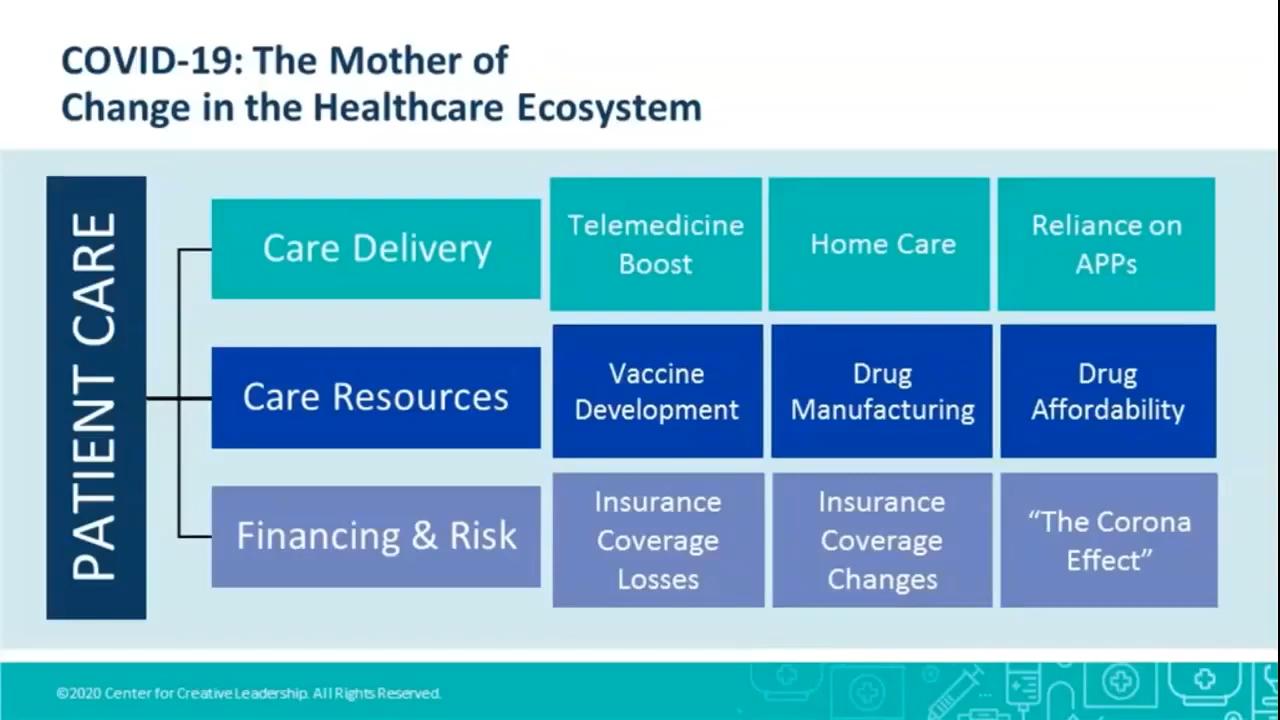 COVID-19: The Mother of
Change in the Healthcare Ecosystem
PATIENT CARE
Care Delivery
Telemedicine
Boost
Home Care
Reliance on
APPs
Care Resources
Vaccine
Development
Drug
Manufacturing
Drug
Affordability
Financing & Risk
Insurance
Coverage
Losses
Insurance
Coverage
Changes
“The Corona
Effect”
©2020 Center for Creative Leadership. All Rights Reserved.